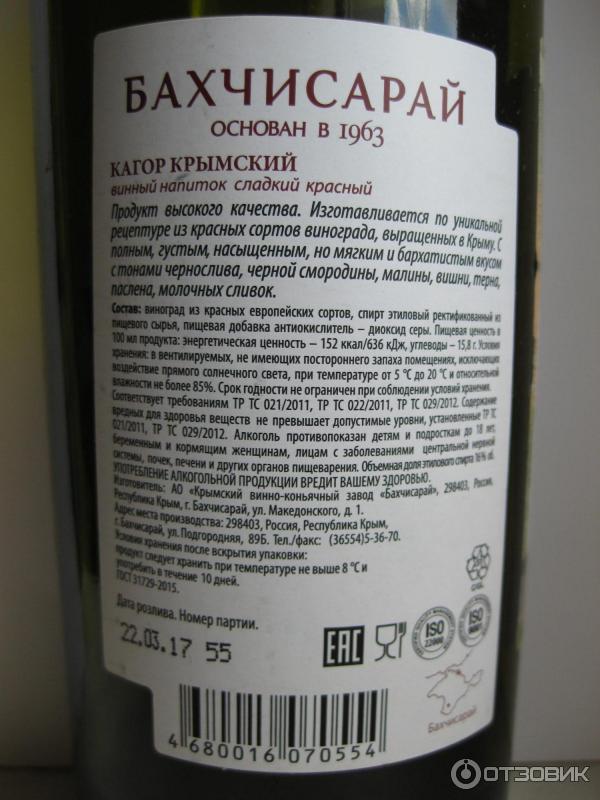 БАХЧИСАРАЙ
ОСНОВАН В 1963
КАГОР КРЫМСКИЙ
винный напиток сладкий красный
Продукт высокого качества. Изготавливается по уникальной
рецептуре из красных сортов винограда, выращенных в Крыму. С
полным, густым, насыщенным, но мягким и бархатистым вкусом
с тонами чернослива, черной смородины, малины, вишни, терна,
паслена, молочных сливок.
Состав: виноград из красных европейских сортов, спирт этиловый ректификованный из
пищевого сырья, пищевая добавка антиокислитель – диоксид серы. Пищевая ценность в
100 мл продукта: энергетическая ценность – 152 ккал/636 кДж, углеводы – 15,8 г. Условия
хранения: в вентилируемых, не имеющих постороннего запаха помещениях, исключающих
воздействие прямого солнечного света, при температуре от 5 °С до 20 °С и относительной
влажности не более 85%. Срок годности не ограничен при соблюдении условий хранения.
Соответствует требованиям ТР ТС 021/2011, ТР ТС 022/2011, ТР ТС 029/2012. Содержание
вредных для здоровья веществ не превышает допустимые уровни, установленные ТР ТС
021/2011, ТР ТС 029/2012. Алкоголь противопоказан детям и подросткам до 18 лет,
беременным и кормящим женщинам, лицам с заболеваниями центральной нервной
системы, почек, печени и других органов пищеварения. Объемная доля этилового спирта 16% об.
УПОТРЕБЛЕНИЕ АЛКОГОЛЬНОЙ ПРОДУКЦИИ ВРЕДИТ ВАШЕМУ ЗДОРОВЬЮ.
Изготовитель: АО «Крымский винно-коньячный завод «Бахчисарай», 298403, Россия,
Республика Крым, г. Бахчисарай, ул. Македонского, д. 1.
Адрес места производства: 298403, Россия, Республика Крым,
г. Бахчисарай, ул. Подгородняя, 89Б. Тел./факс: (36554)5-36-70.
Условия хранения после вскрытия упаковки:
продукт следует хранить при температуре не выше 8 °С и
употребить в течение 10 дней.
ГОСТ 31729-2015.
Дата розлива. Номер партии.
22.03.17 55
EAC
ISO
22000
ISO
Бахчисарай
4 680016 070554
ОТЗОВИК